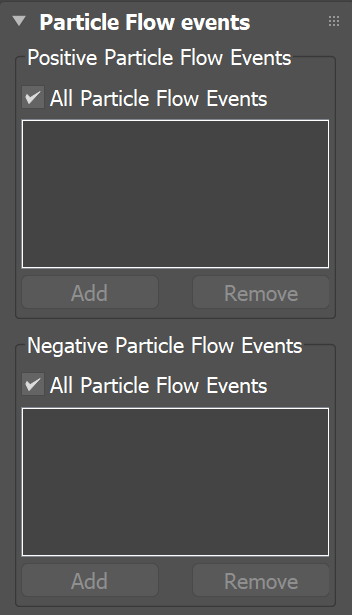 Particle Flow events
Positive Particle Flow Events
All Particle Flow Events
Add Remove
Negative Particle Flow Events
All Particle Flow Events
Add Remove